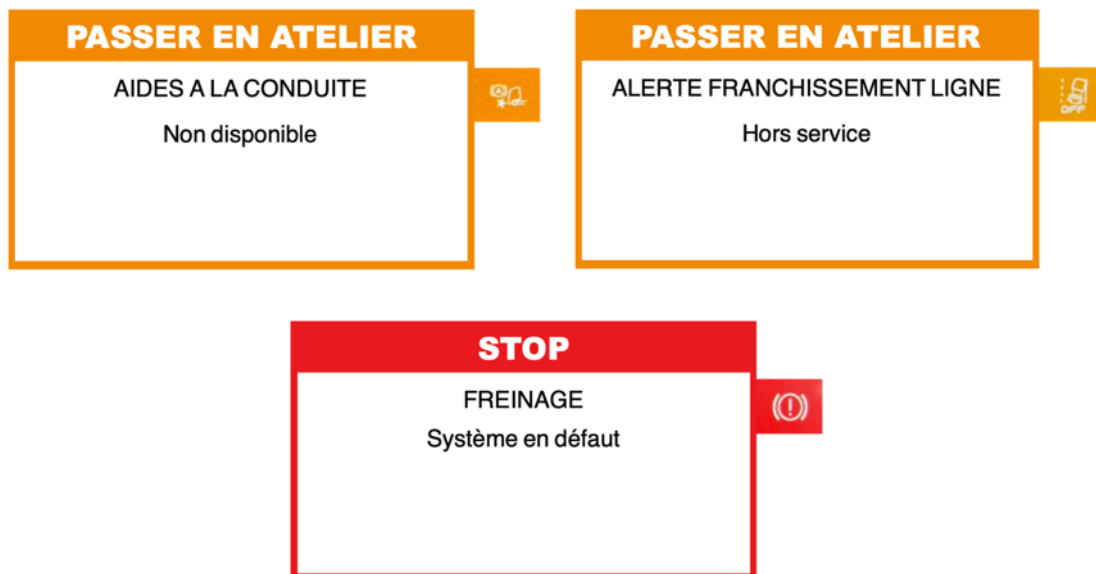 PASSER EN ATELIER
AIDES A LA CONDUITE
Non disponible
PASSER EN ATELIER
ALERTE FRANCHISSEMENT LIGNE
Hors service
OFF
STOP
FREINAGE
Système en défaut